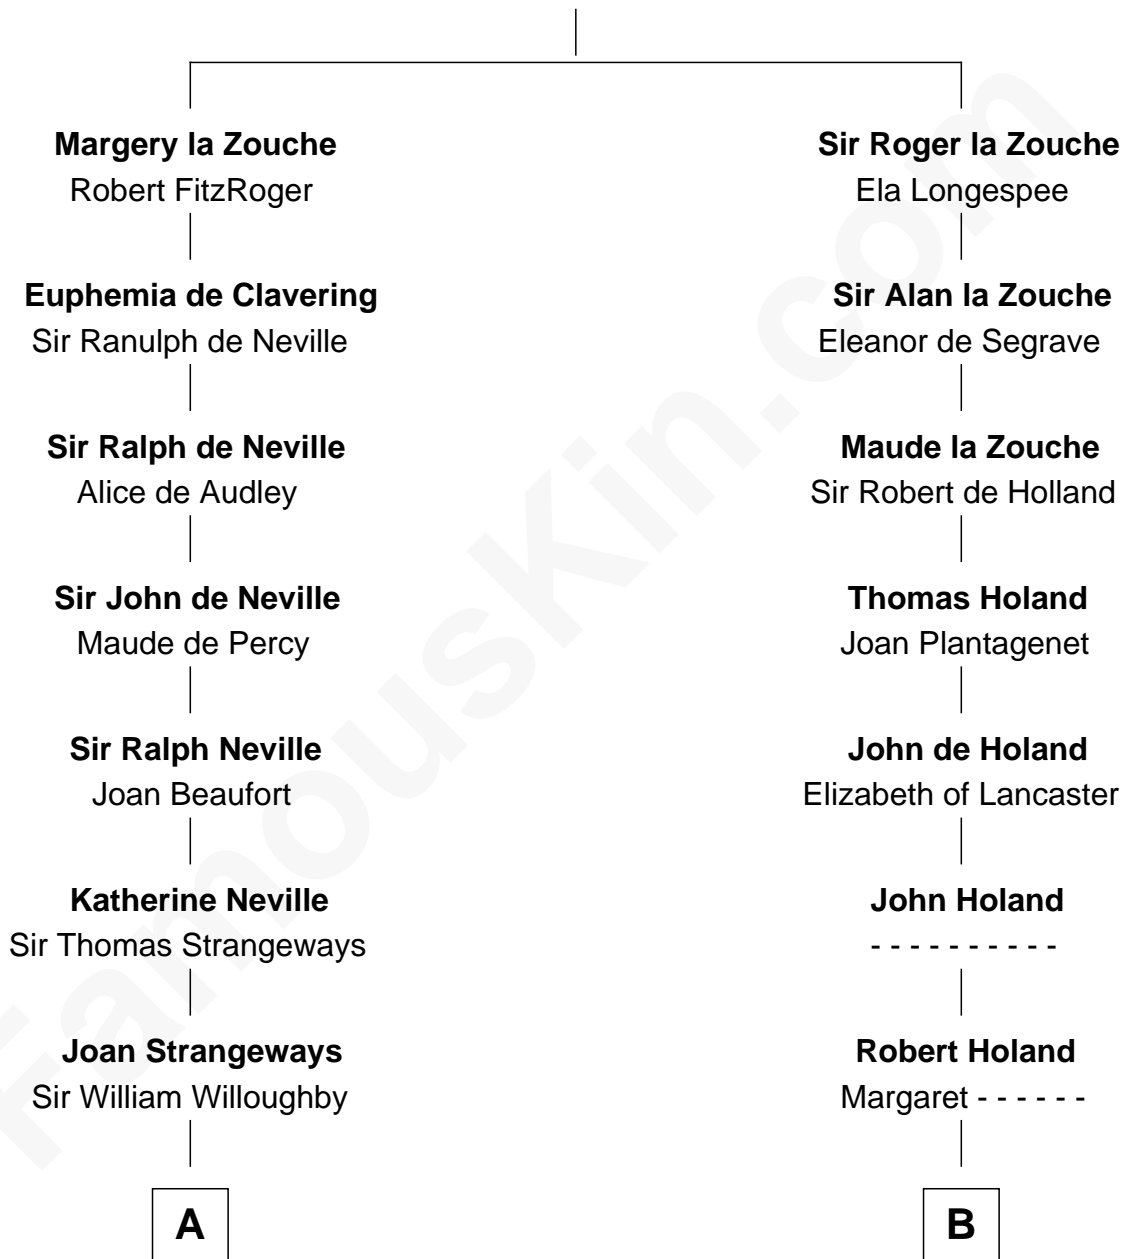 Margery la Zouche
Robert FitzRoger
Sir Roger la Zouche
Ela Longespee
Euphemia de Clavering
Sir Ranulph de Neville
Sir Alan la Zouche
Eleanor de Segrave
Sir Ralph de Neville
Alice de Audley
Maude la Zouche
Sir Robert de Holland
Sir John de Neville
Maude de Percy
Thomas Holand
Joan Plantagenet
Sir Ralph Neville
Joan Beaufort
John de Holand
Elizabeth of Lancaster
Katherine Neville
Sir Thomas Strangeways
John Holand
- - - - - - - - - -
Joan Strangeways
Sir William Willoughby
Robert Holand
Margaret - - - - - -
A
B
FamousKin.com